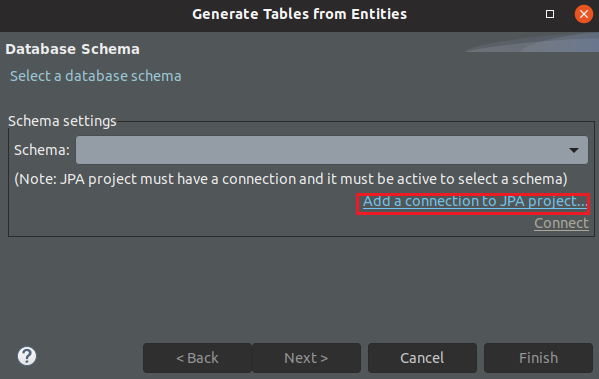 Generate Tables from Entities
Database Schema
Select a database schema
Schema settings
Schema:
(Note: JPA project must have a connection and it must be active to select a schema)
Add a connection to JPA project...
Connect
?
< Back
Next >
Cancel
Finish